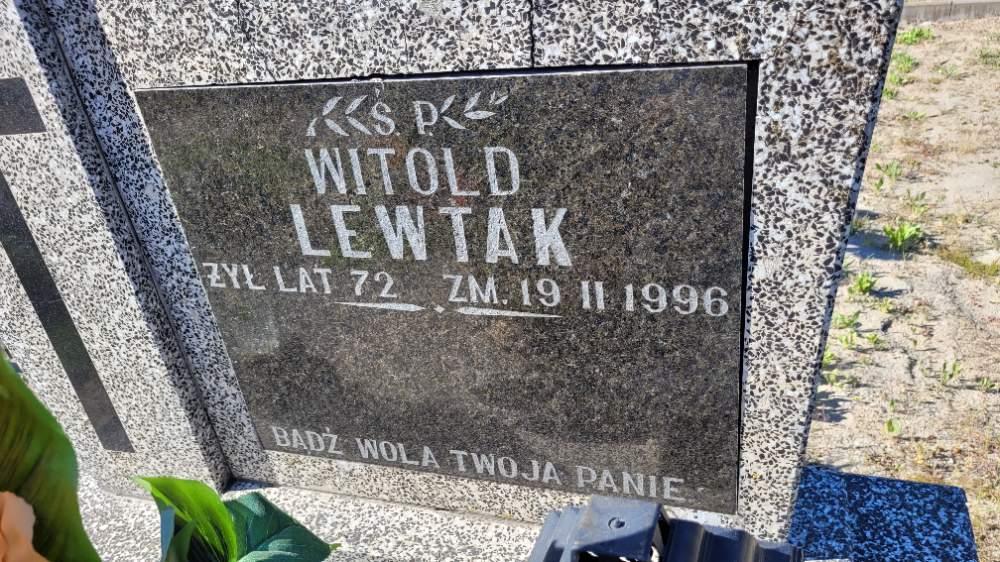 Ś. P.
WITOLD
LEWTAK
ŻYŁ LAT 72 ZM. 19 II 1996
BĄDŹ WOLA TWOJA PANIE